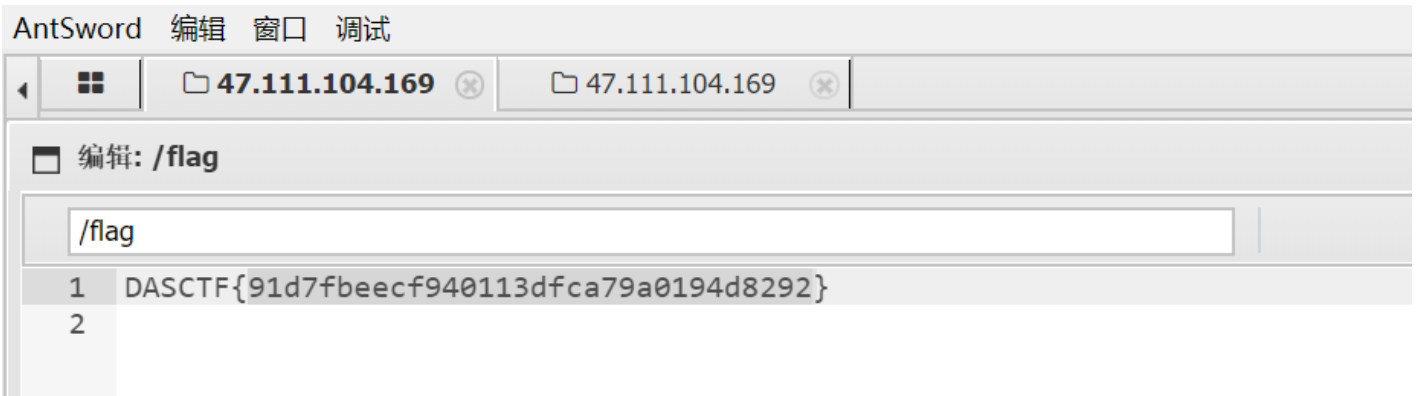 AntSword 编辑 窗口 调试
47.111.104.169 47.111.104.169
编辑: /flag
/flag
1 DASCTF{91d7fbeecf940113dfca79a0194d8292}
2